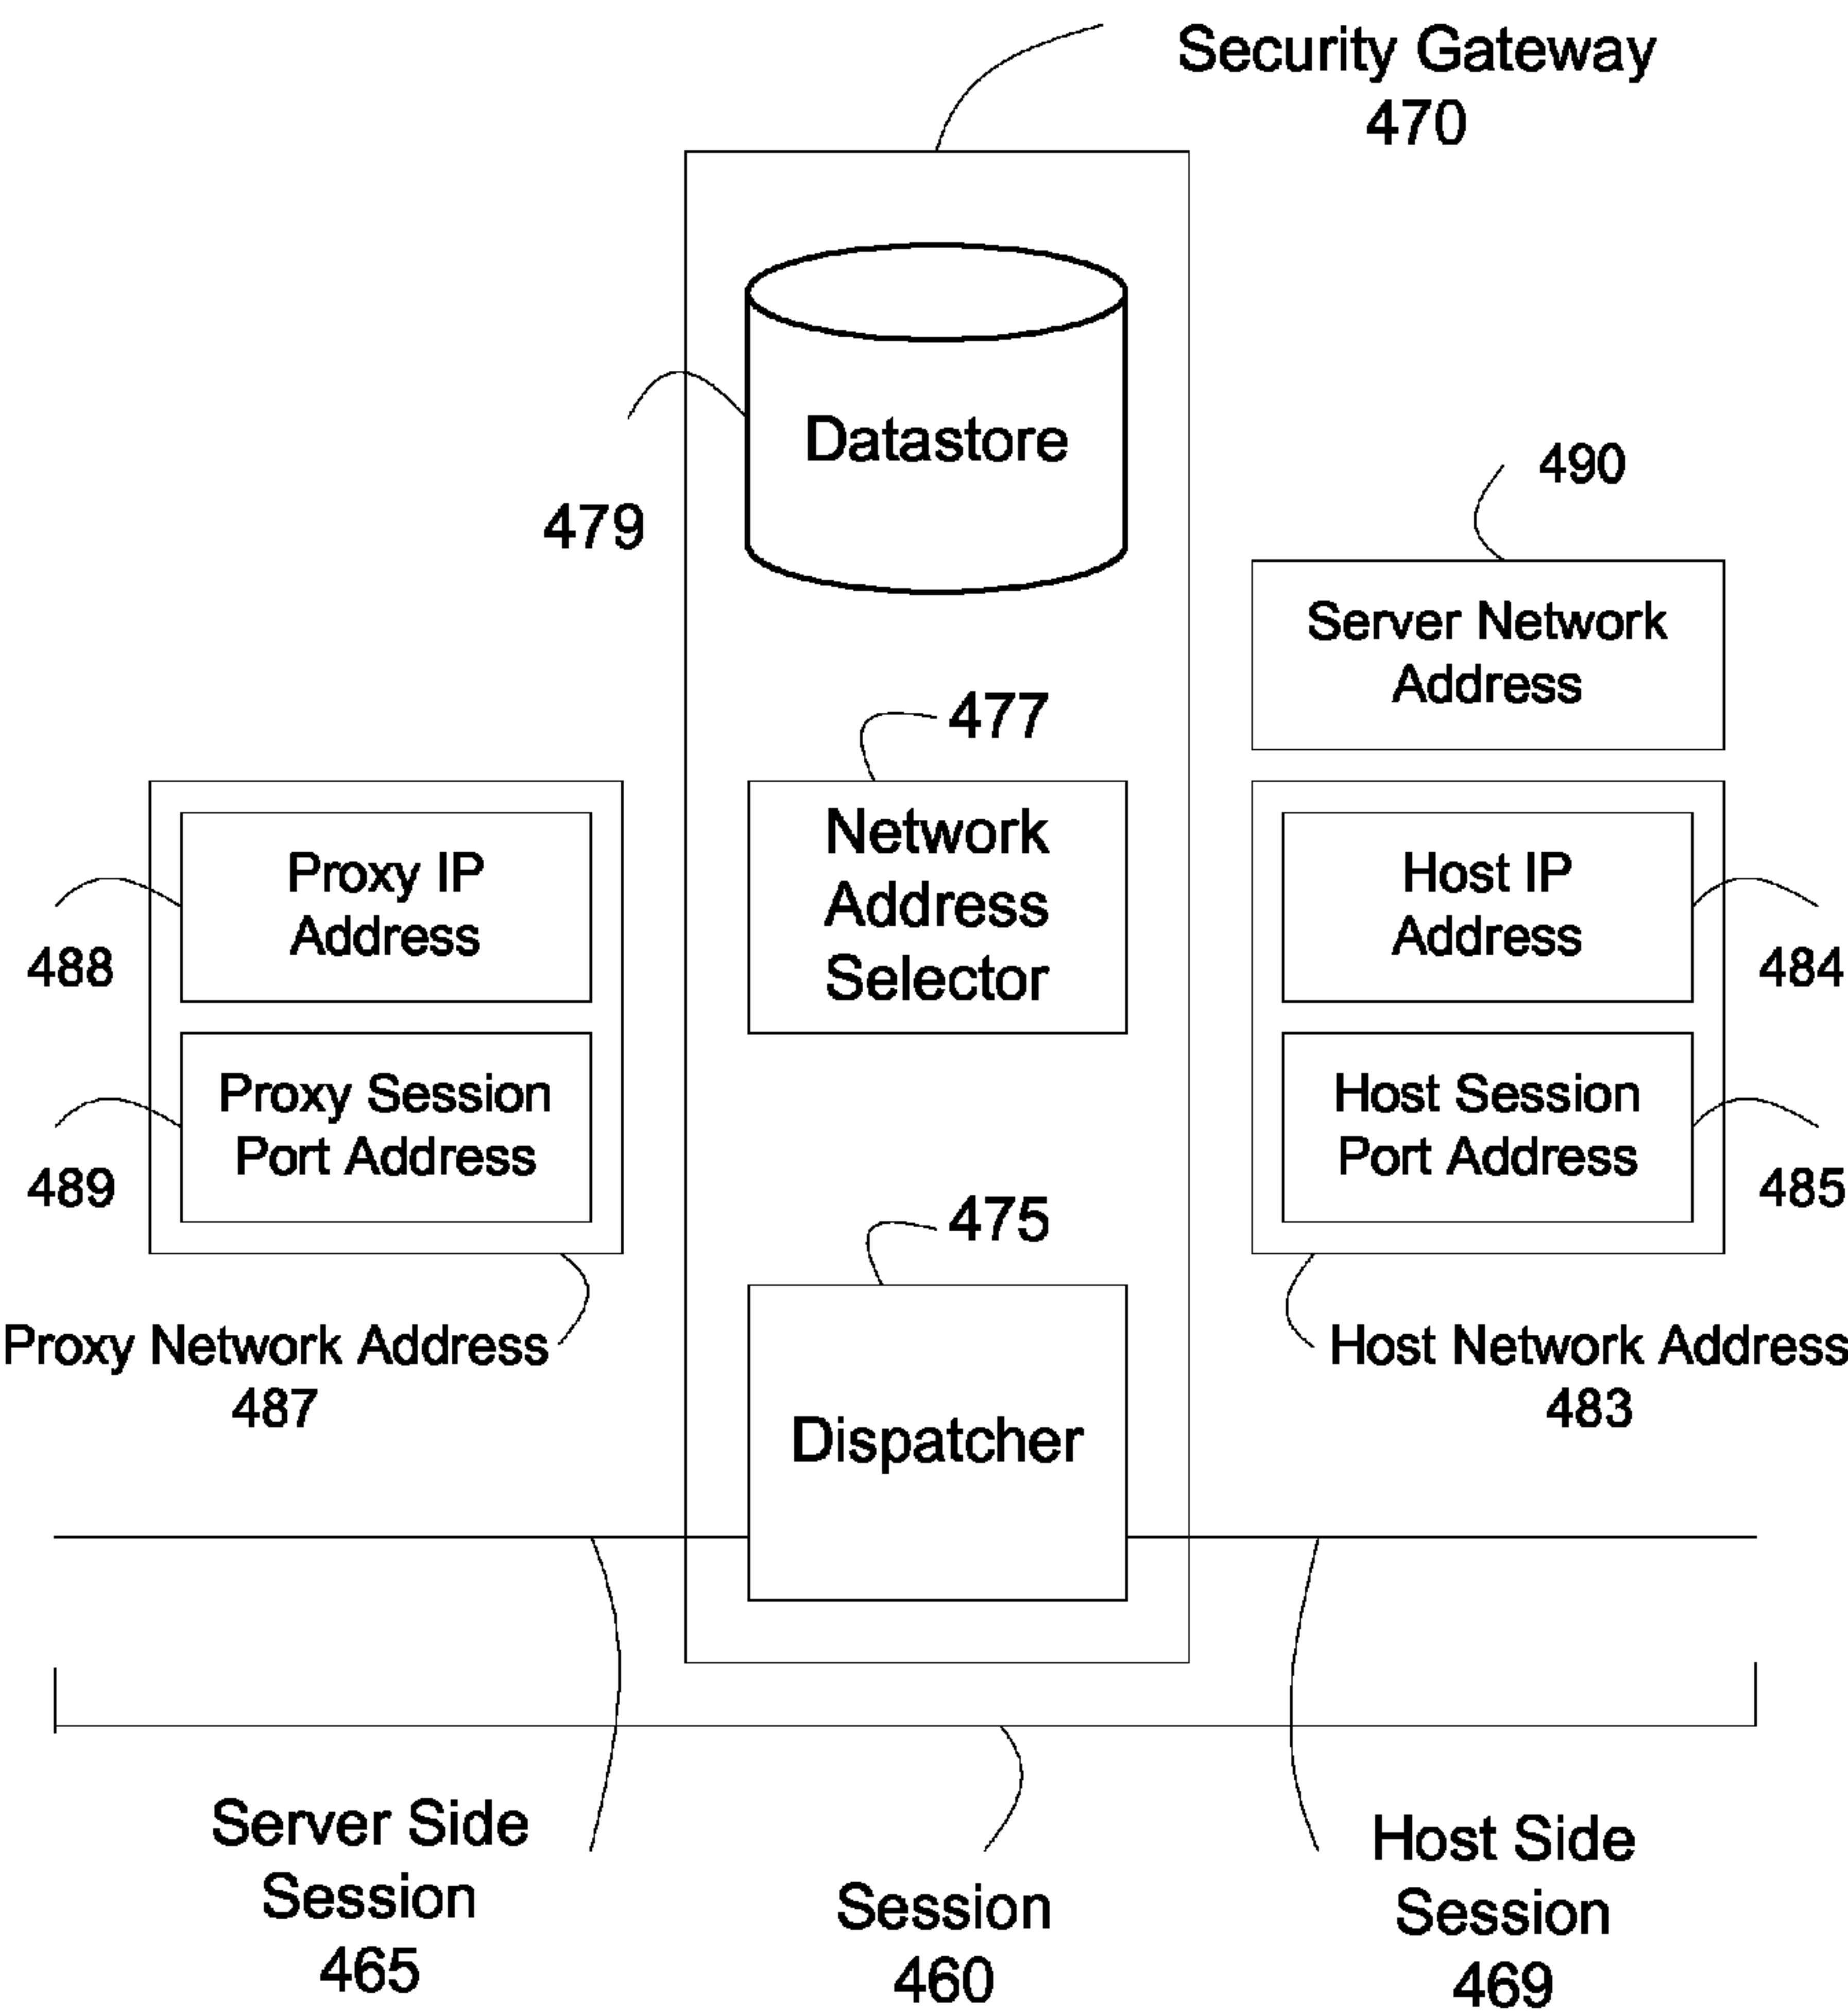 Security Gateway
470
Datastore
479
490
Server Network
Address
477
Network
Address
Selector
Proxy IP
Address
488
Host IP
Address
484
Proxy Session
Port Address
489
Host Session
Port Address
485
475
Proxy Network Address
487
Host Network Address
483
Dispatcher
Server Side
Session
465
Session
460
Host Side
Session
469